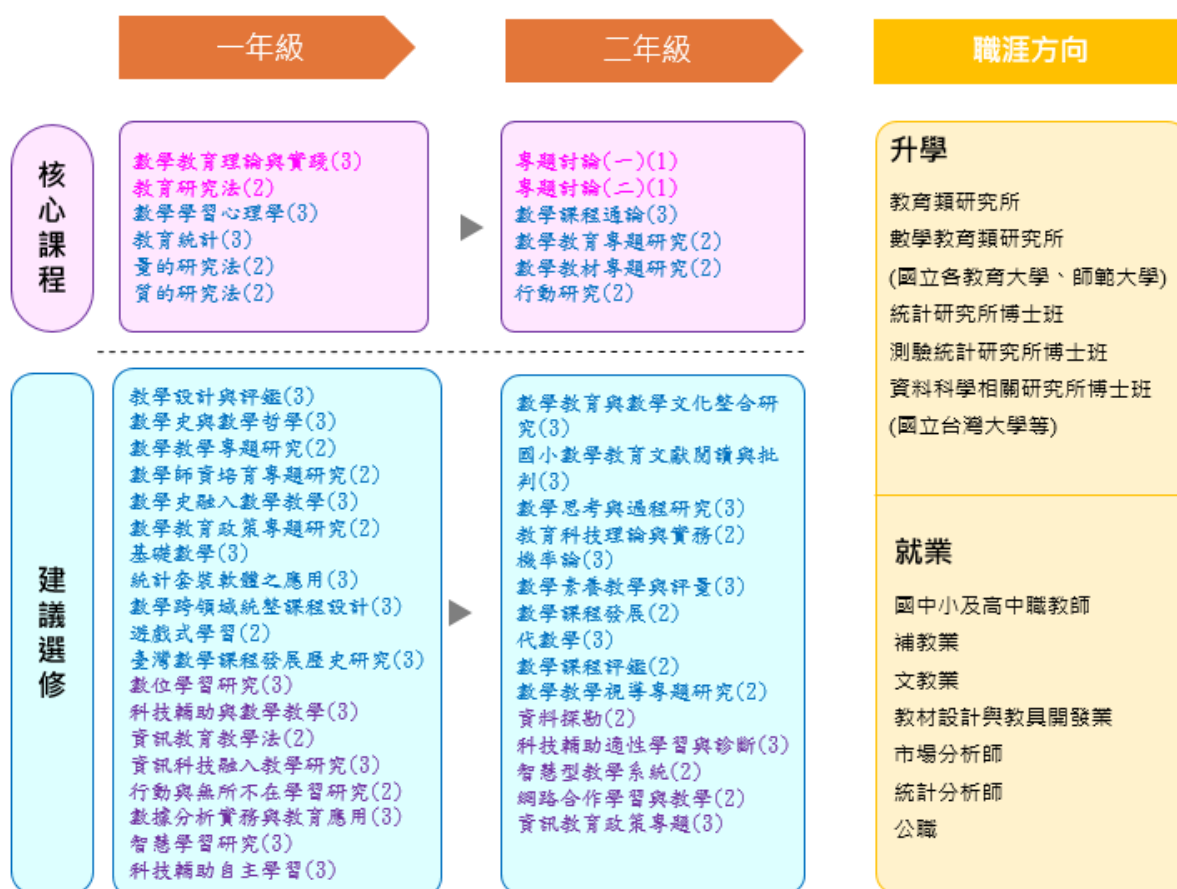 一年級
二年級
職涯方向
核心課程
數學教育理論與實踐(3)
教育研究法(2)
數學學習心理學(3)
教育統計(3)
量的研究法(2)
質的研究法(2)
專題討論(一)(1)
專題討論(二)(1)
數學課程通論(3)
數學教育專題研究(2)
數學教材專題研究(2)
行動研究(2)
建議選修
教學設計與評鑑(3)
數學史與數學哲學(3)
數學教學專題研究(2)
數學師資培育專題研究(2)
數學史融入數學教學(3)
數學教育政策專題研究(2)
基礎數學(3)
統計套裝軟體之應用(3)
數學跨領域統整課程設計(3)
遊戲式學習(2)
臺灣數學課程發展歷史研究(3)
數位學習研究(3)
科技輔助與數學教學(3)
資訊教育教學法(2)
資訊科技融入教學研究(3)
行動與無所不在學習研究(2)
數據分析實務與教育應用(3)
智慧學習研究(3)
科技輔助自主學習(3)
數學教育與數學文化整合研
究(3)
國小數學教育文獻閱讀與批
判(3)
數學思考與過程研究(3)
教育科技理論與實務(2)
機率論(3)
數學素養教學與評量(3)
數學課程發展(2)
代數學(3)
數學課程評鑑(2)
數學教學視導專題研究(2)
資料探勘(2)
科技輔助適性學習與診斷(3)
智慧型教學系統(2)
網路合作學習與教學(2)
資訊教育政策專題(3)
升學
教育類研究所
數學教育類研究所
(國立各教育大學、師範大學)
統計研究所博士班
測驗統計研究所博士班
資料科學相關研究所博士班
(國立台灣大學等)
就業
國中小及高中職教師
補教業
文教業
教材設計與教具開發業
市場分析師
統計分析師
公職